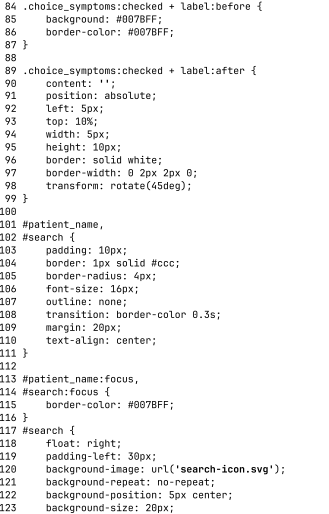 84 .choice_symptoms:checked + label:before {
85     background: #007BFF;
86     border-color: #007BFF;
87 }
88
89 .choice_symptoms:checked + label:after {
90     content: '';
91     position: absolute;
92     left: 5px;
93     top: 10%;
94     width: 5px;
95     height: 10px;
96     border: solid white;
97     border-width: 0 2px 2px 0;
98     transform: rotate(45deg);
99 }
100
101 #patient_name,
102 #search {
103     padding: 10px;
104     border: 1px solid #ccc;
105     border-radius: 4px;
106     font-size: 16px;
107     outline: none;
108     transition: border-color 0.3s;
109     margin: 20px;
110     text-align: center;
111 }
112
113 #patient_name:focus,
114 #search:focus {
115     border-color: #007BFF;
116 }
117 #search {
118     float: right;
119     padding-left: 30px;
120     background-image: url('search-icon.svg');
121     background-repeat: no-repeat;
122     background-position: 5px center;
123     background-size: 20px;